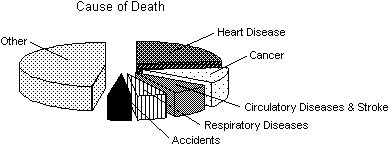 Cause of Death
Heart Disease
Other
Cancer
Circulatory Diseases & Stroke
Respiratory Diseases
Accidents